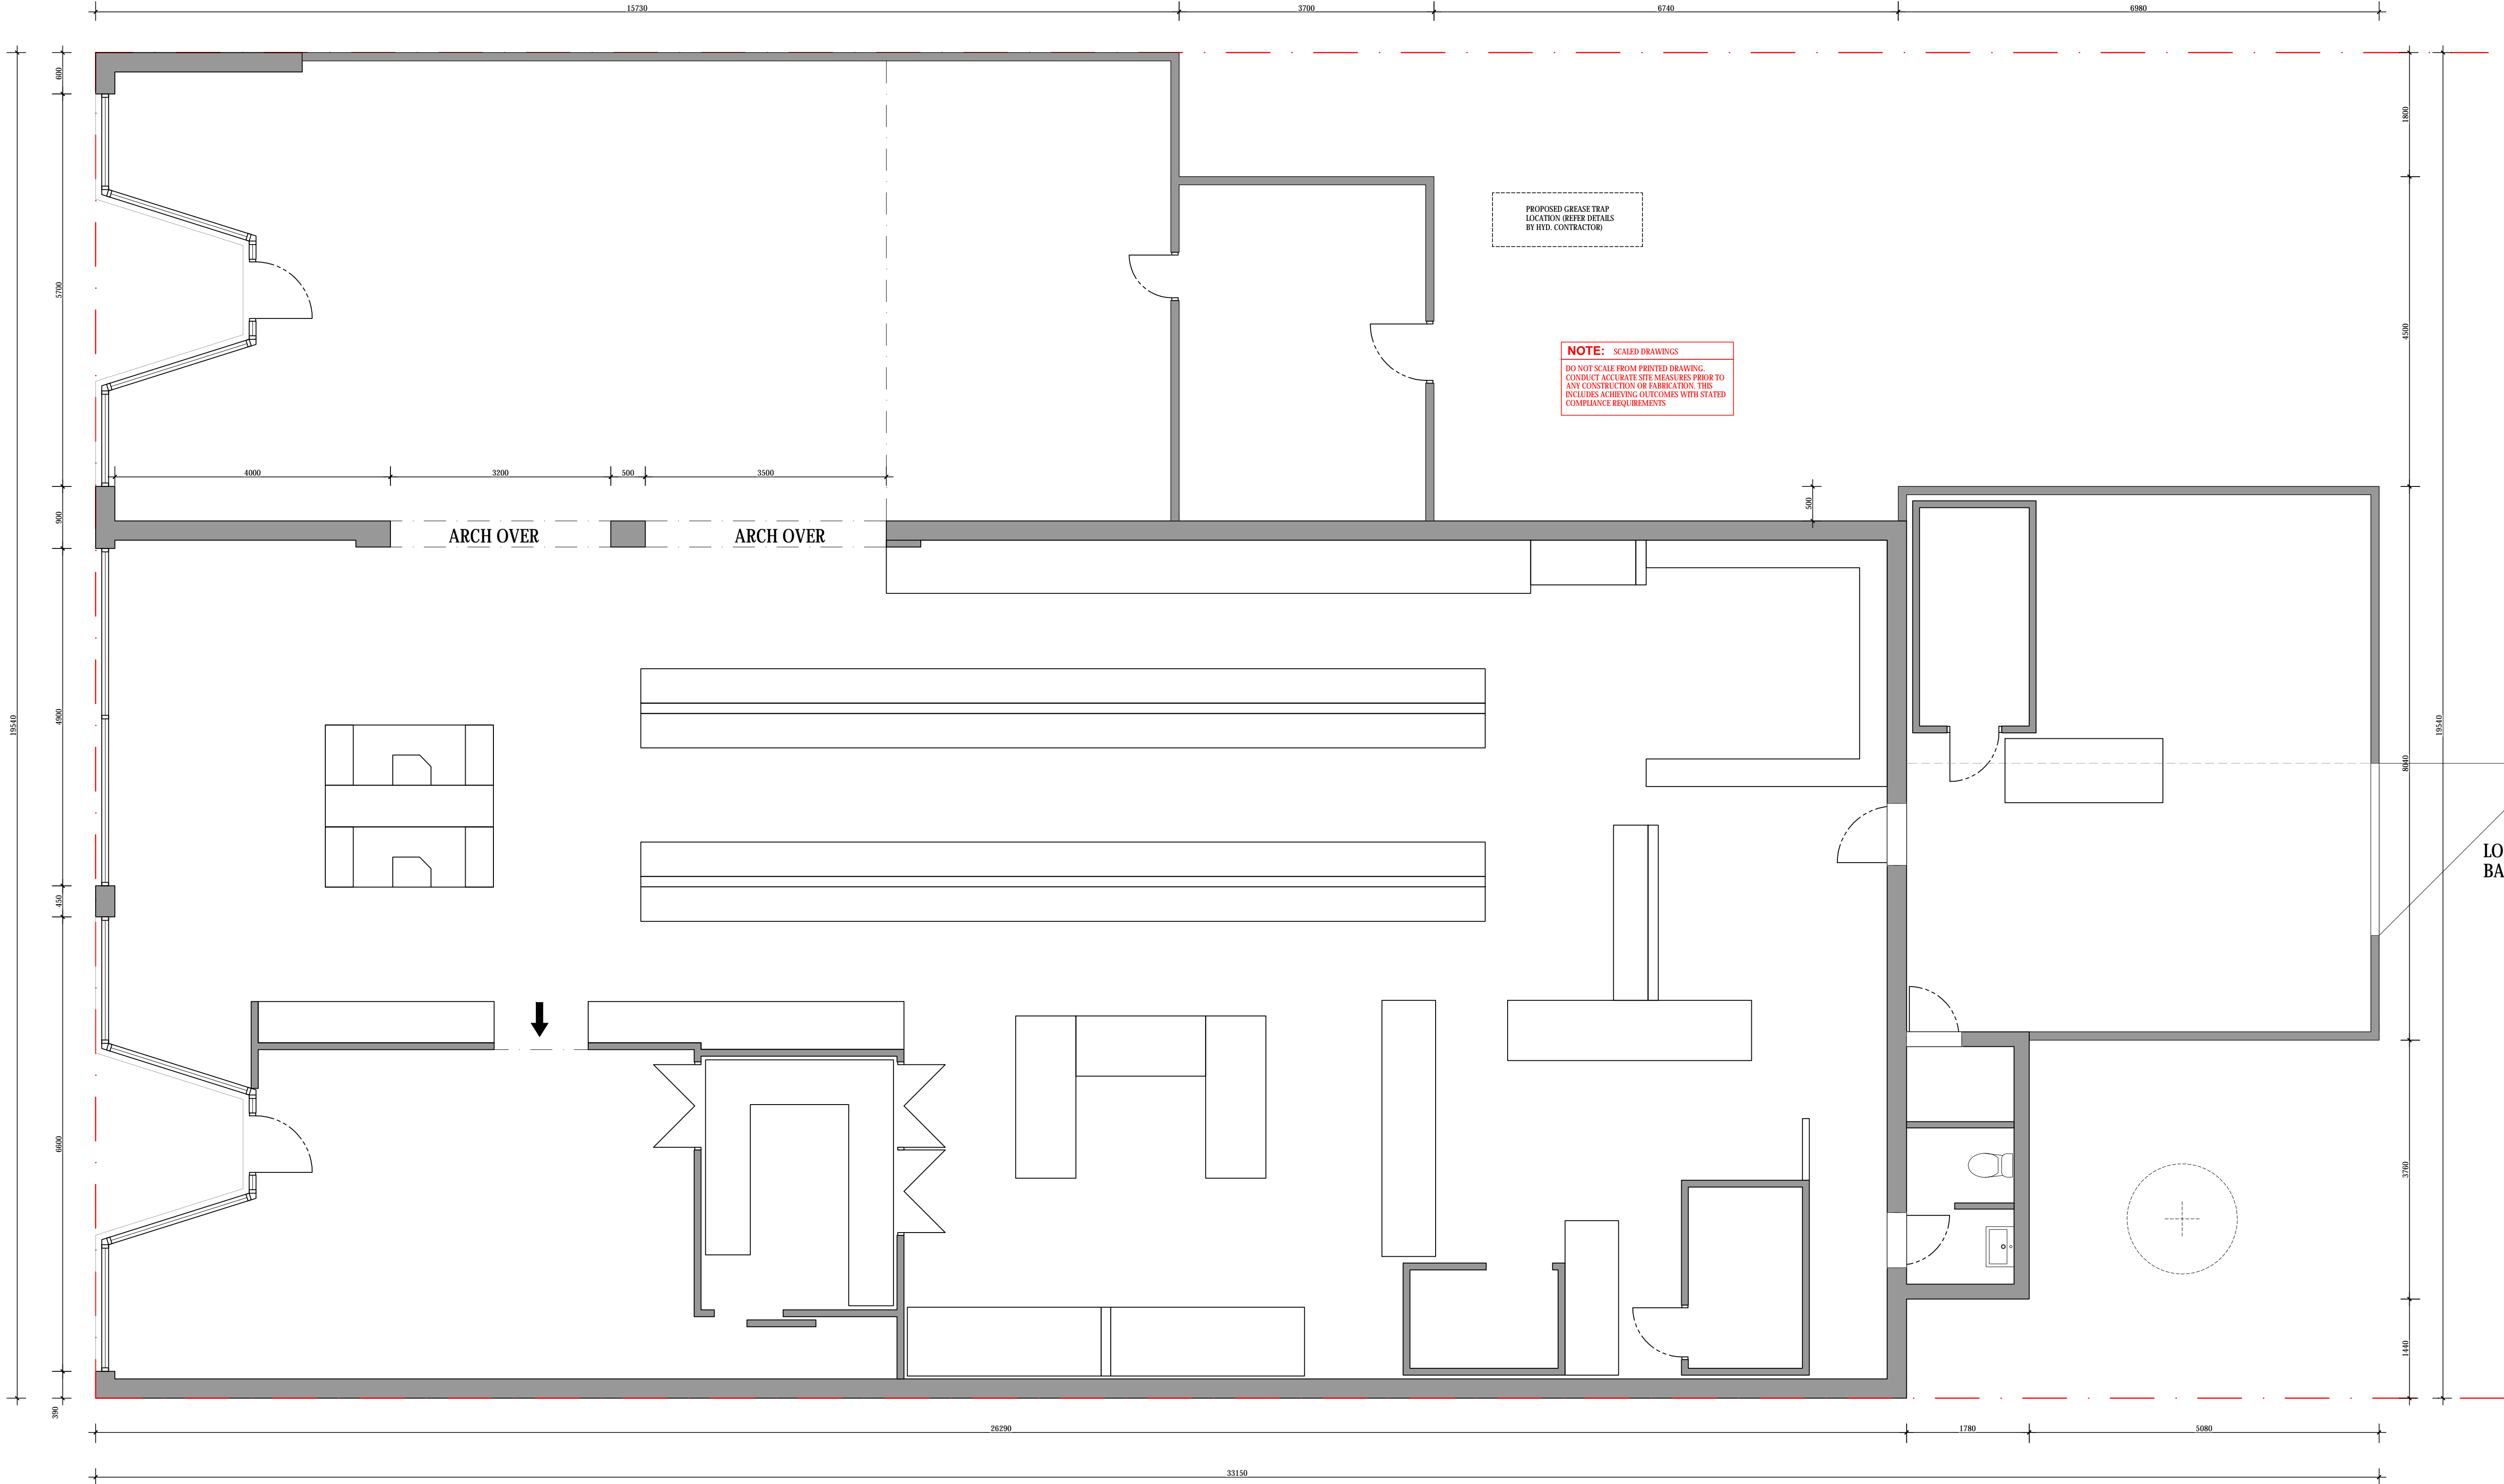 15730
3700
6740
6980
600
1800
PROPOSED GREASE TRAP
LOCATION (REFER DETAILS
BY HYD. CONTRACTOR)
5700
4500
NOTE: SCALED DRAWINGS
DO NOT SCALE FROM PRINTED DRAWING.
CONDUCT ACCURATE SITE MEASURES PRIOR TO
ANY CONSTRUCTION OR FABRICATION. THIS
INCLUDES ACHIEVING OUTCOMES WITH STATED
COMPLIANCE REQUIREMENTS
4000
3200
500
3500
500
900
ARCH OVER
ARCH OVER
19540
4900
19540
8040
LO
BA
450
6600
3760
1440
390
26290
1780
5080
33150